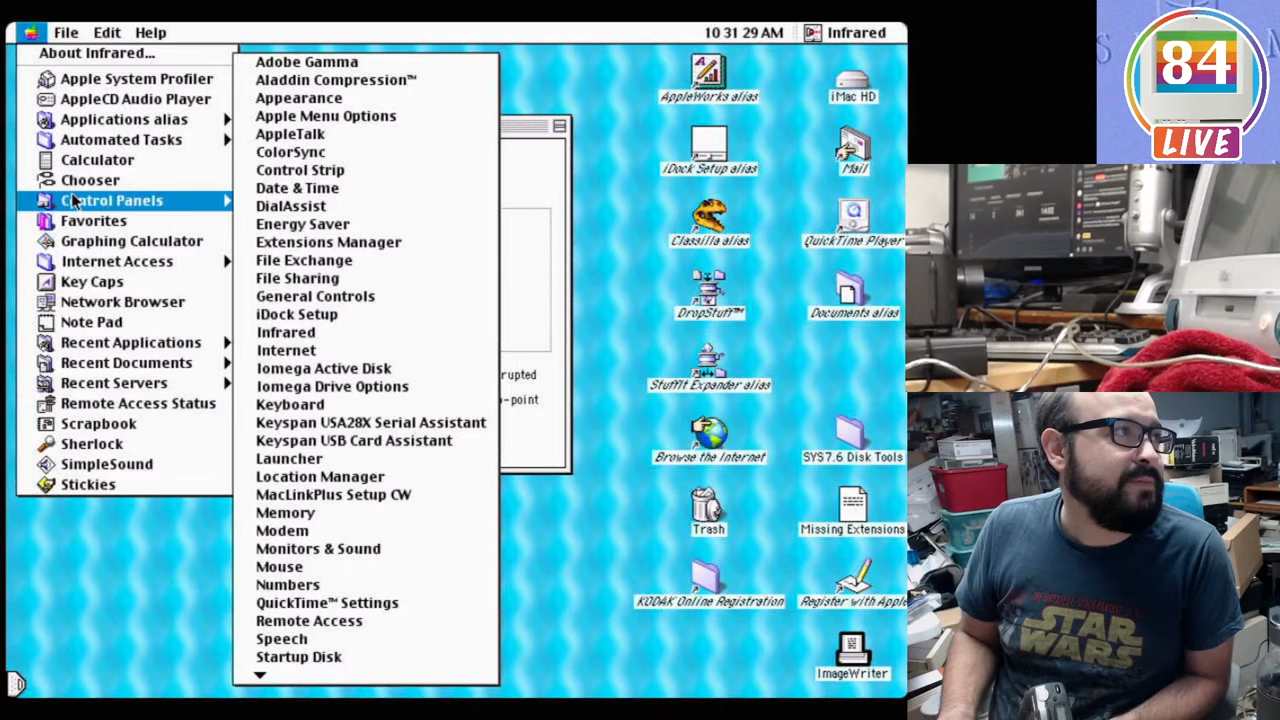 File Edit Help
10:31:29 AM Infrared
About Infrared...
Apple System Profiler
AppleCD Audio Player
Applications alias
Automated Tasks
Calculator
Chooser
Control Panels
Favorites
Graphing Calculator
Internet Access
Key Caps
Network Browser
Note Pad
Recent Applications
Recent Documents
Recent Servers
Remote Access Status
Scrapbook
Sherlock
SimpleSound
Stickies
Adobe Gamma
Aladdin Compression™
Appearance
Apple Menu Options
AppleTalk
ColorSync
Control Strip
Date & Time
DialAssist
Energy Saver
Extensions Manager
File Exchange
File Sharing
General Controls
iDock Setup
Infrared
Internet
Iomega Active Disk
Iomega Drive Options
Keyboard
Keyspan USA28X Serial Assistant
Keyspan USB Card Assistant
Launcher
Location Manager
MacLinkPlus Setup CW
Memory
Modem
Monitors & Sound
Mouse
Numbers
QuickTime™ Settings
Remote Access
Speech
Startup Disk
rupted
-point
AppleWorks alias
iMac HD
iDock Setup alias
Mail
Classilla alias
QuickTime Player
DropStuff™
Documents alias
StuffIt Expander alias
Browse the Internet
SYS7.6 Disk Tools
Trash
Missing Extensions
KODAK Online Registration
Register with Apple
ImageWriter
84
LIVE
STAR
WARS